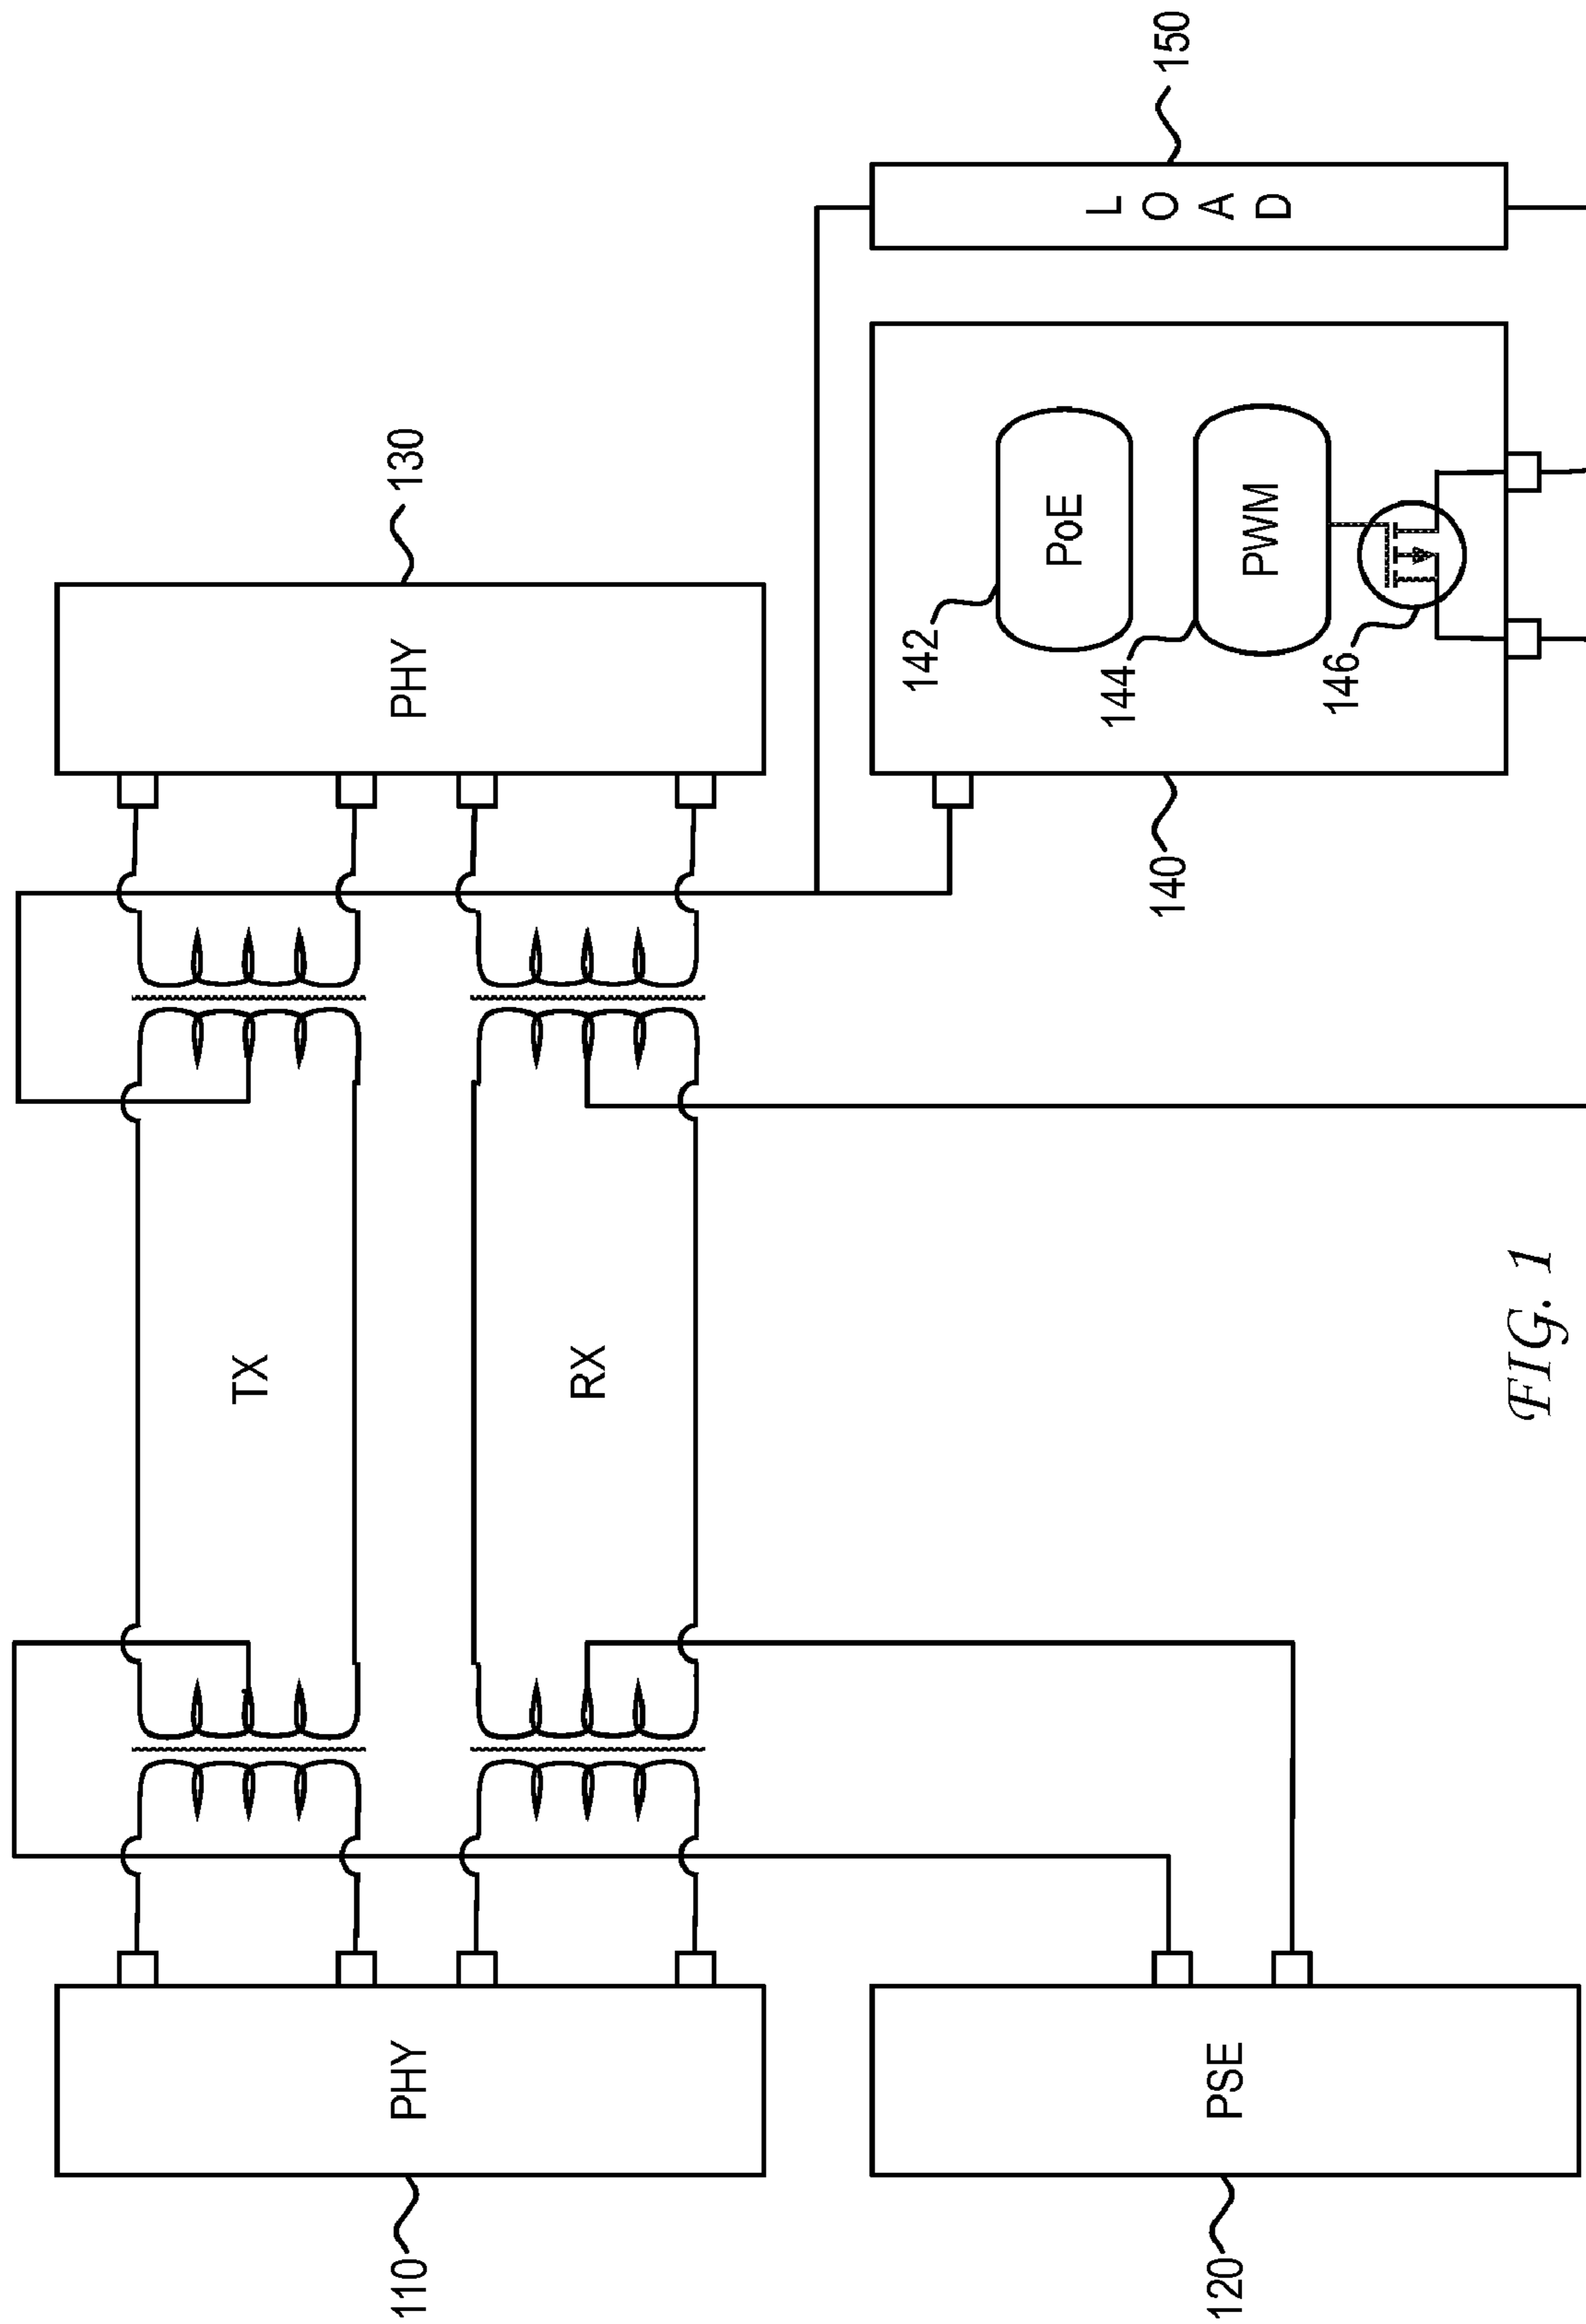 110
PHY
TX
RX
PHY
130
120
PSE
140
142
PoE
144
PWM
146
LOAD
150
FIG. 1